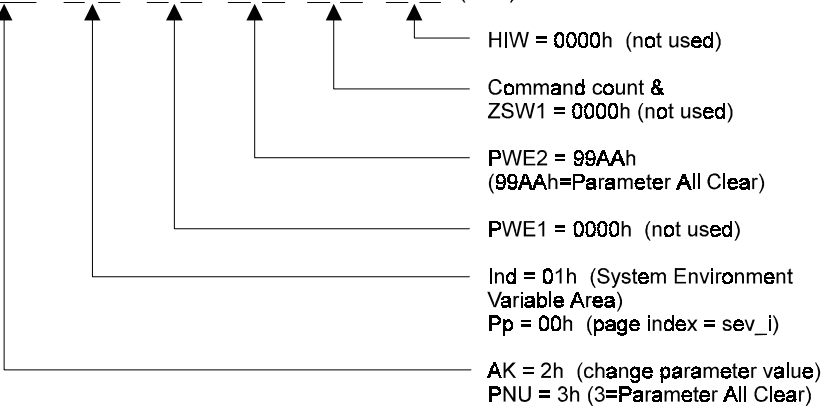 HIW = 0000h (not used)
Command count &
ZSW1 = 0000h (not used)
PWE2 = 99AAh
(99AAh=Parameter All Clear)
PWE1 = 0000h (not used)
Ind = 01h (System Environment
Variable Area)
Pp = 00h (page index = sev_i)
AK = 2h (change parameter value)
PNU = 3h (3=Parameter All Clear)